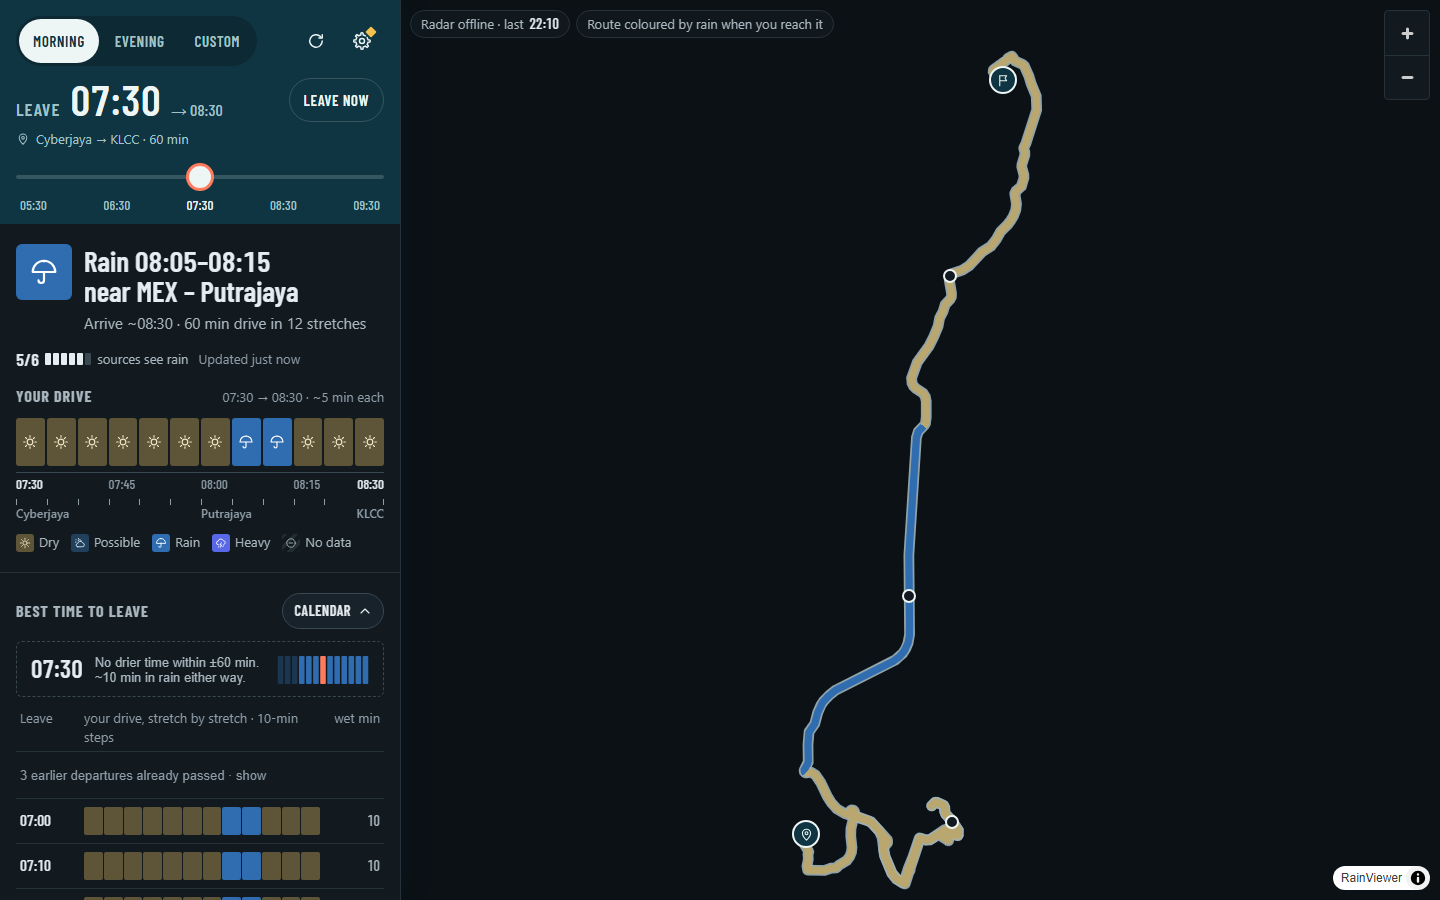 MORNING EVENING CUSTOM
LEAVE 07:30 → 08:30 LEAVE NOW
Cyberjaya → KLCC · 60 min
05:30 06:30 07:30 08:30 09:30
Rain 08:05–08:15
near MEX – Putrajaya
Arrive ~08:30 · 60 min drive in 12 stretches
5/6 sources see rain Updated just now
YOUR DRIVE 07:30 → 08:30 · ~5 min each
07:30 07:45 08:00 08:15 08:30
Cyberjaya Putrajaya KLCC
Dry Possible Rain Heavy No data
BEST TIME TO LEAVE CALENDAR
07:30 No drier time within ±60 min.
~10 min in rain either way.
Leave your drive, stretch by stretch · 10-min wet min
steps
3 earlier departures already passed · show
07:00 10
07:10 10
Radar offline · last 22:10 Route coloured by rain when you reach it
+
−
RainViewer